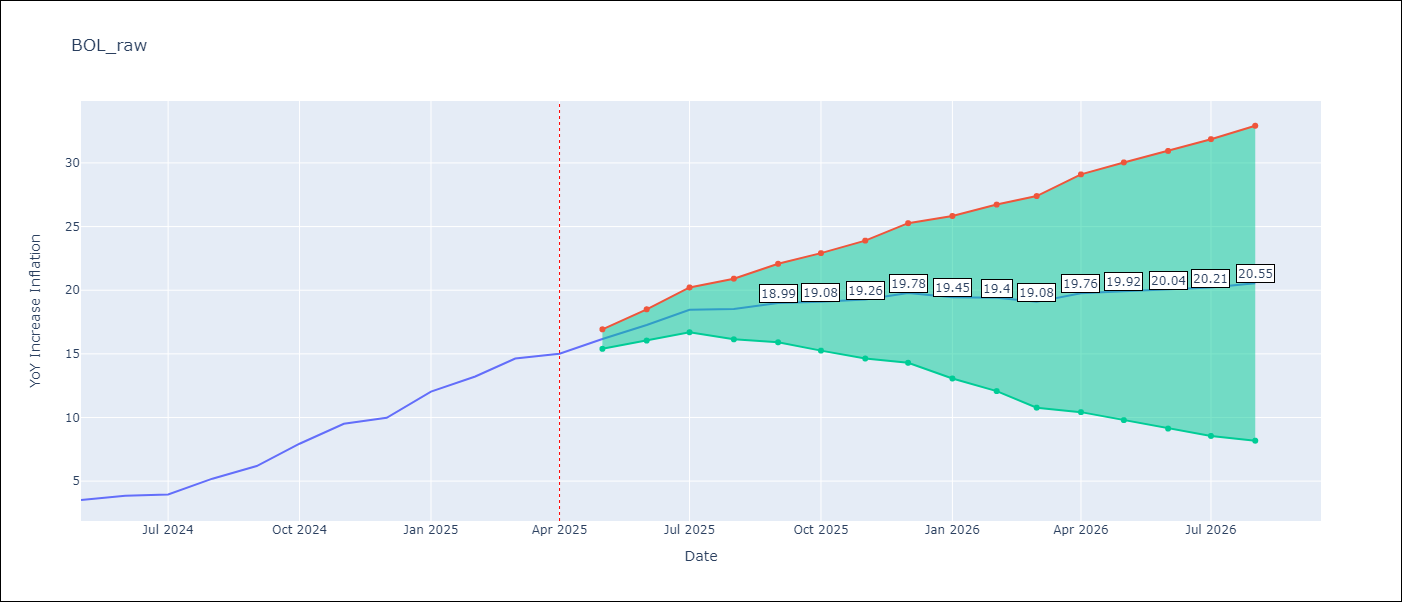 BOL_raw
YoY Increase Inflation
30
25
20
15
10
5
18.99
19.08
19.26
19.78
19.45
19.4
19.08
19.76
19.92
20.04
20.21
20.55
Jul 2024
Oct 2024
Jan 2025
Apr 2025
Jul 2025
Oct 2025
Jan 2026
Apr 2026
Jul 2026
Date